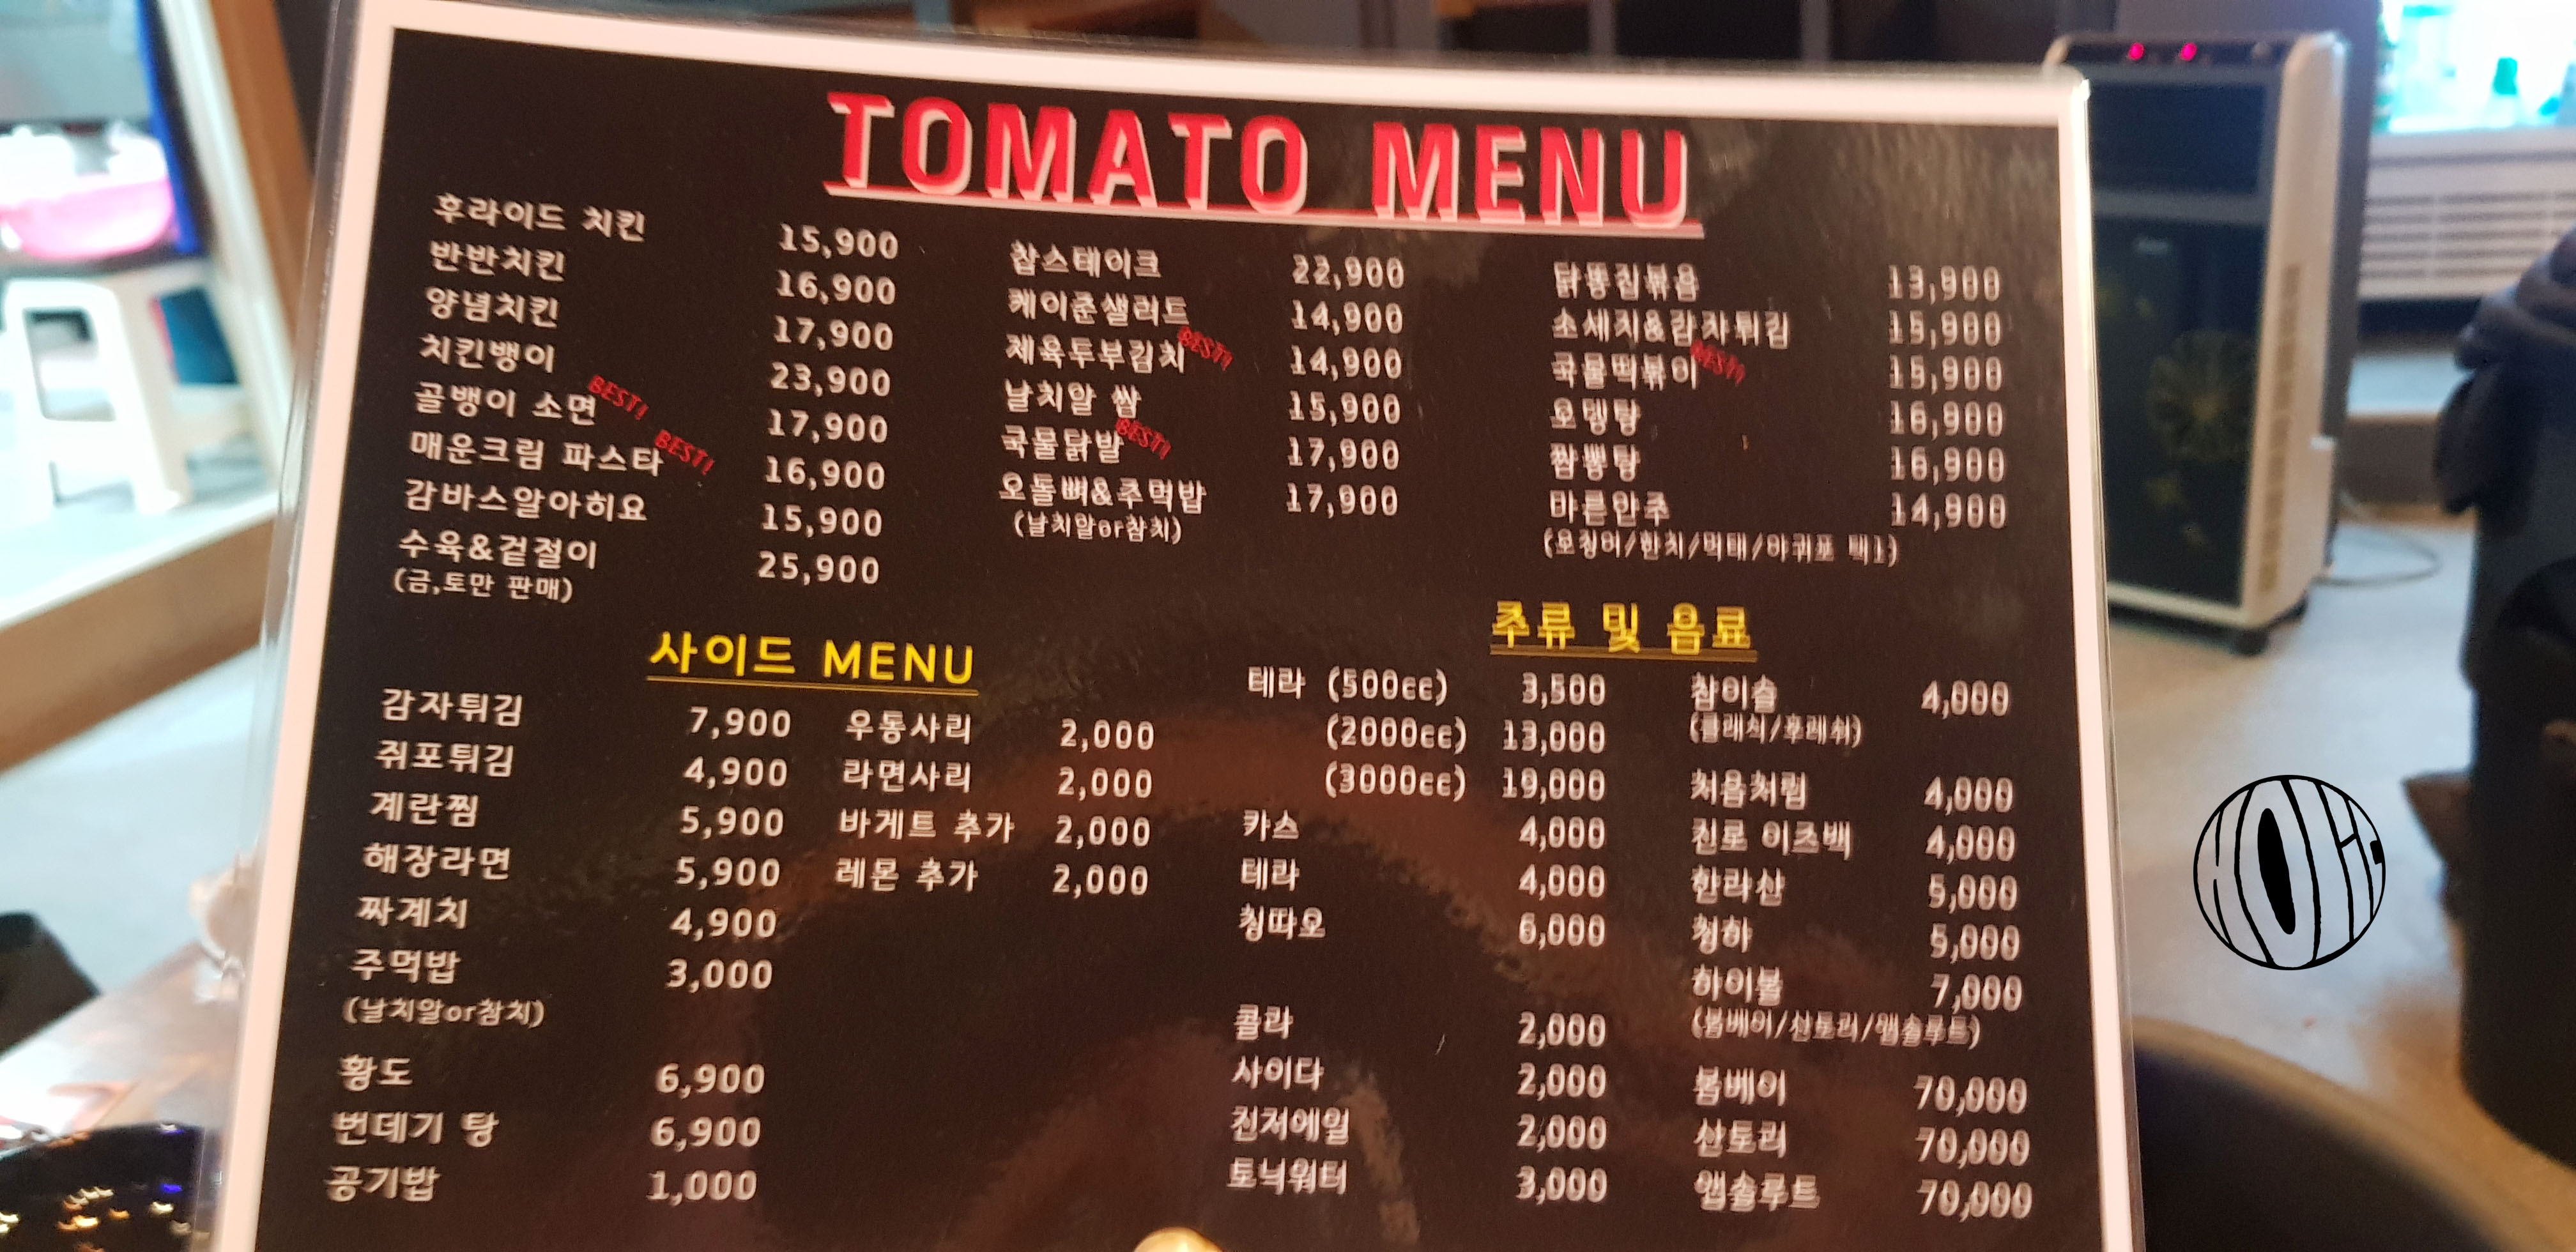 TOMATO MENU
후라이드 치킨 15,900
반반치킨 16,900
양념치킨 17,900
치킨뱅이 23,900
골뱅이 소면 BEST! 17,900
매운크림 파스타 BEST! 16,900
감바스알아히요 15,900
수육&겉절이 25,900
(금,토만 판매)
참스테이크 22,900
케이준샐러드 14,900
제육두부김치 BEST! 14,900
날치알 쌈 15,900
국물닭발 BEST! 17,900
오돌뼈&주먹밥 17,900
(날치알or참치)
닭똥집볶음 13,900
소세지&감자튀김 15,900
국물떡볶이 BEST! 15,900
오뎅탕 16,900
짬뽕탕 16,900
마른안주 14,900
(오징어/한치/먹태/아귀포 택1)
사이드 MENU
감자튀김 7,900
쥐포튀김 4,900
계란찜 5,900
해장라면 5,900
짜계치 4,900
주먹밥 3,000
(날치알or참치)
황도 6,900
번데기 탕 6,900
공기밥 1,000
우동사리 2,000
라면사리 2,000
바게트 추가 2,000
레몬 추가 2,000
주류 및 음료
테라 (500cc) 3,500
(2000cc) 13,000
(3000cc) 19,000
카스 4,000
테라 4,000
칭따오 6,000
콜라 2,000
사이다 2,000
진저에일 2,000
토닉워터 3,000
참이슬 4,000
(클래식/후레쉬)
처음처럼 4,000
진로 이즈백 4,000
한라산 5,000
청하 5,000
하이볼 7,000
(봄베이/산토리/앱솔루트)
봄베이 70,000
산토리 70,000
앱솔루트 70,000